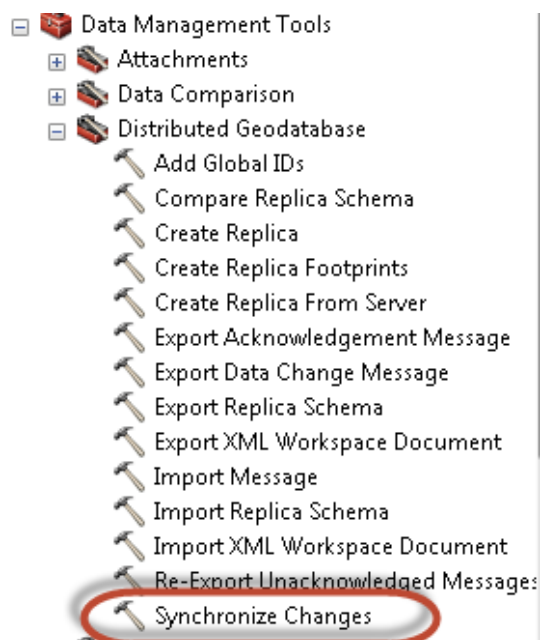 Data Management Tools
Attachments
Data Comparison
Distributed Geodatabase
Add Global IDs
Compare Replica Schema
Create Replica
Create Replica Footprints
Create Replica From Server
Export Acknowledgement Message
Export Data Change Message
Export Replica Schema
Export XML Workspace Document
Import Message
Import Replica Schema
Import XML Workspace Document
Re-Export Unacknowledged Messages
Synchronize Changes